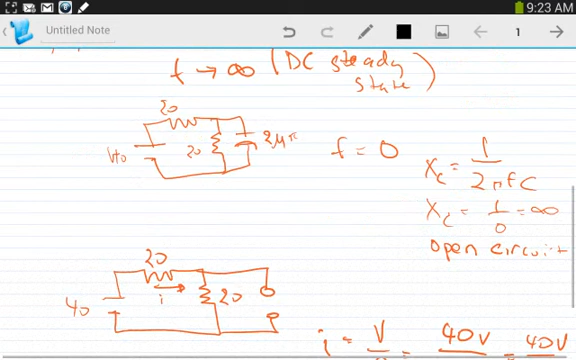 9:23 AM
Untitled Note
1
t → ∞ (DC steady
state)
20
40
20
2μF
f = 0
Xc = 1
2πfC
Xc = 1 = ∞
0
open circuit
20
i
40
20
i = V = 40V = 40V